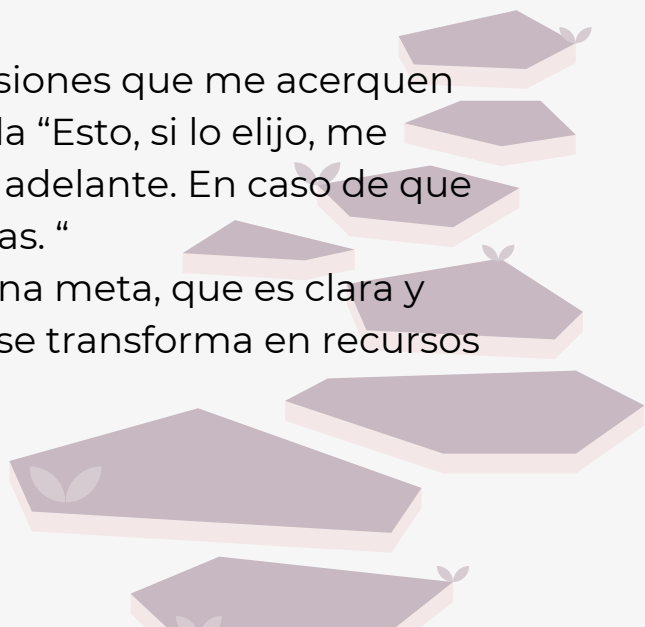 siones que me acerquen
la “Esto, si lo elijo, me
adelante. En caso de que
as. “
na meta, que es clara y
se transforma en recursos